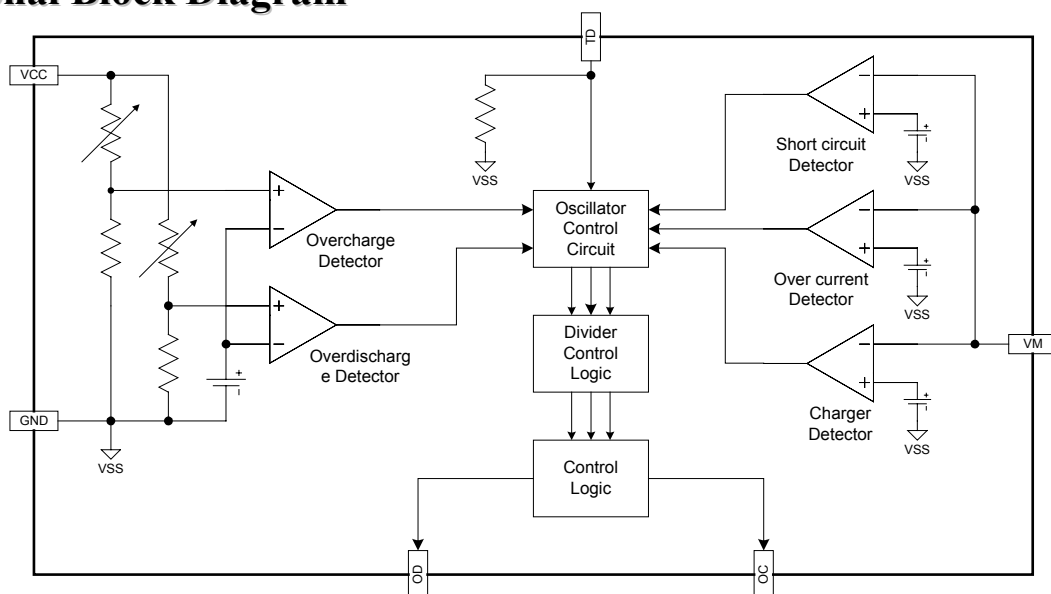 nal Block Diagram
TD
VCC
VSS
Short circuit
Detector
VSS
Overcharge
Detector
Oscillator
Control
Circuit
Over current
Detector
VSS
Overdischarg
e Detector
Divider
Control
Logic
VM
Charger
Detector
VSS
GND
VSS
Control
Logic
OD
OC